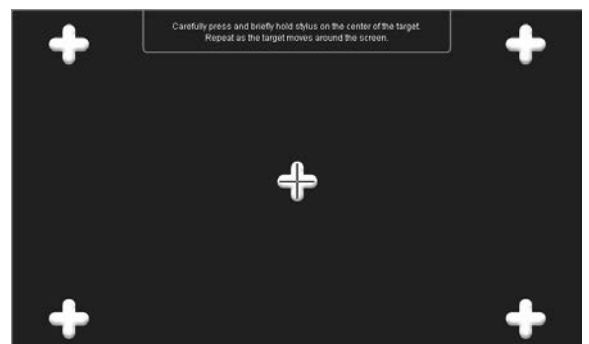 Carefully press and briefly hold stylus on the center of the target.
Repeat as the target moves around the screen.